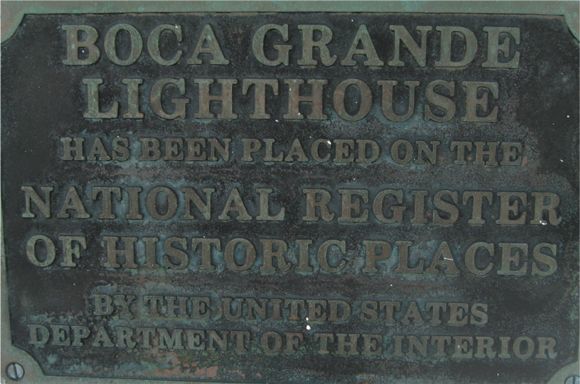 BOCA GRANDE
LIGHTHOUSE
HAS BEEN PLACED ON THE
NATIONAL REGISTER
OF HISTORIC PLACES
BY THE UNITED STATES
DEPARTMENT OF THE INTERIOR